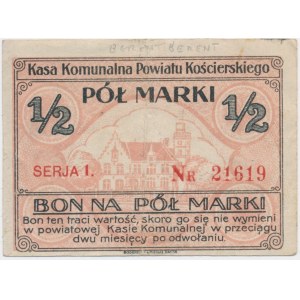 Kasa Komunalna Powiatu Kościerskiego
1/2 PÓŁ MARKI 1/2
SERJA I. NR 21619
BON NA PÓŁ MARKI
Bon ten traci wartość, skoro go się nie wymieni
w powiatowej Kasie Komunalnej w przeciągu
dwu miesięcy po odwołaniu.